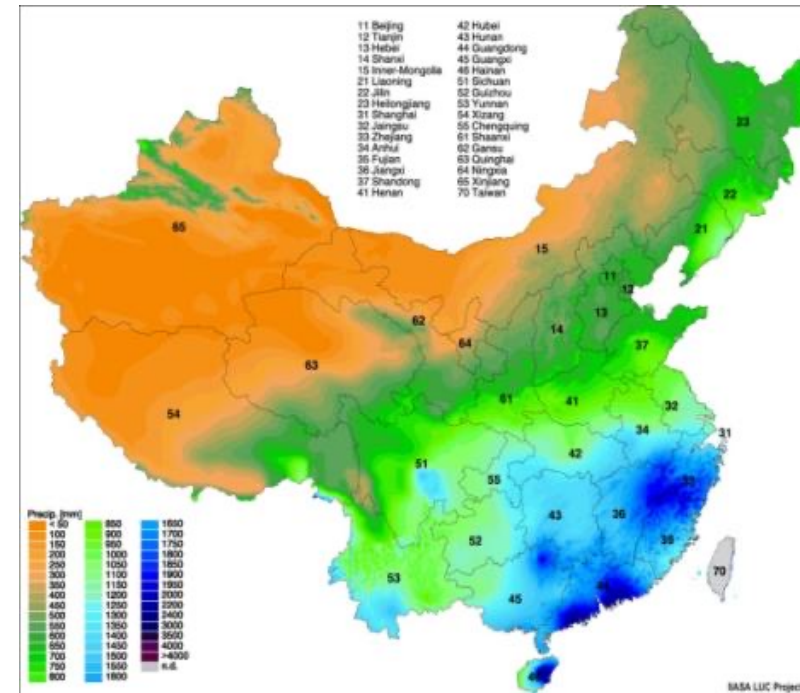 11 Beijing
12 Tianjin
13 Hebei
14 Shanxi
15 Inner-Mongolia
21 Liaoning
22 Jilin
23 Heilongjiang
31 Shanghai
32 Jaingsu
33 Zhejiang
34 Anhui
35 Fujian
36 Jiangxi
37 Shandong
41 Henan
42 Hubei
43 Hunan
44 Guangdong
45 Guangxi
46 Hainan
51 Sichuan
52 Guizhou
53 Yunnan
54 Xizang
55 Chengquing
61 Shaanxi
62 Gansu
63 Quinghai
64 Ningxia
65 Xinjiang
70 Taiwan
23
22
21
65
15
11
12
13
62
14
64
37
63
61
41
32
54
34
31
42
51
55
33
43
36
52
35
70
53
44
45
46
Precip. [mm]
< 50
100
150
200
250
300
350
400
450
500
550
600
650
700
750
800
850
900
950
1000
1050
1100
1150
1200
1250
1300
1350
1400
1450
1500
1550
1600
1650
1700
1750
1800
1850
1900
1950
2000
2200
2400
3000
3500
4000
>4000
n.d.
IIASA LUC Project